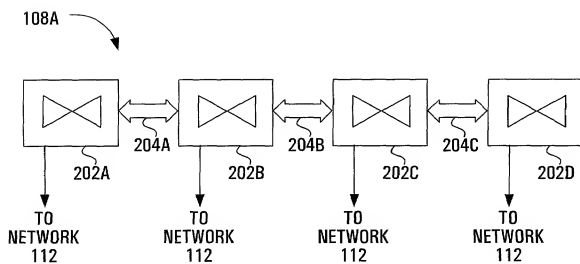 108A
204A 204B 204C
202A 202B 202C 202D
TO TO TO TO
NETWORK NETWORK NETWORK NETWORK
112 112 112 112